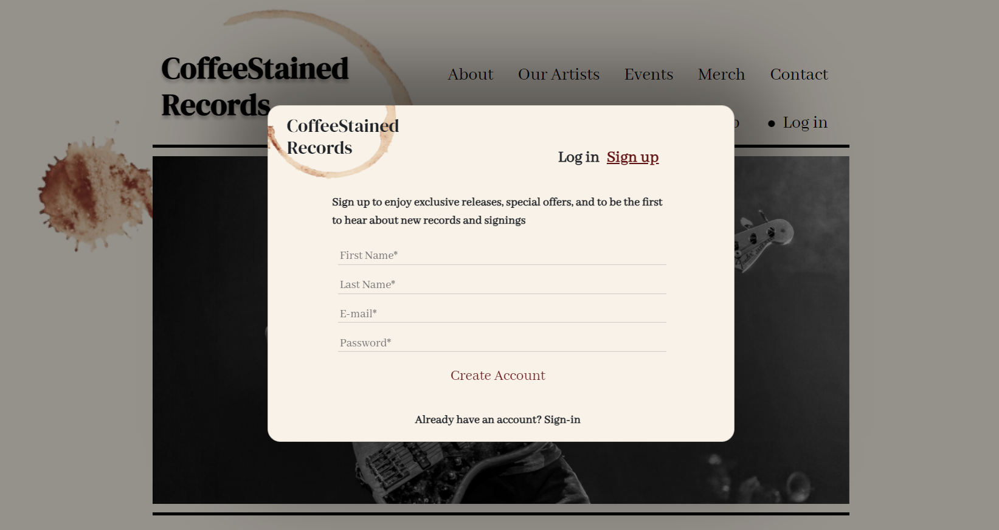 CoffeeStained
Records
About Our Artists Events Merch Contact
Log in
CoffeeStained
Records
Log in Sign up
Sign up to enjoy exclusive releases, special offers, and to be the first
to hear about new records and signings
First Name*
Last Name*
E-mail*
Password*
Create Account
Already have an account? Sign-in